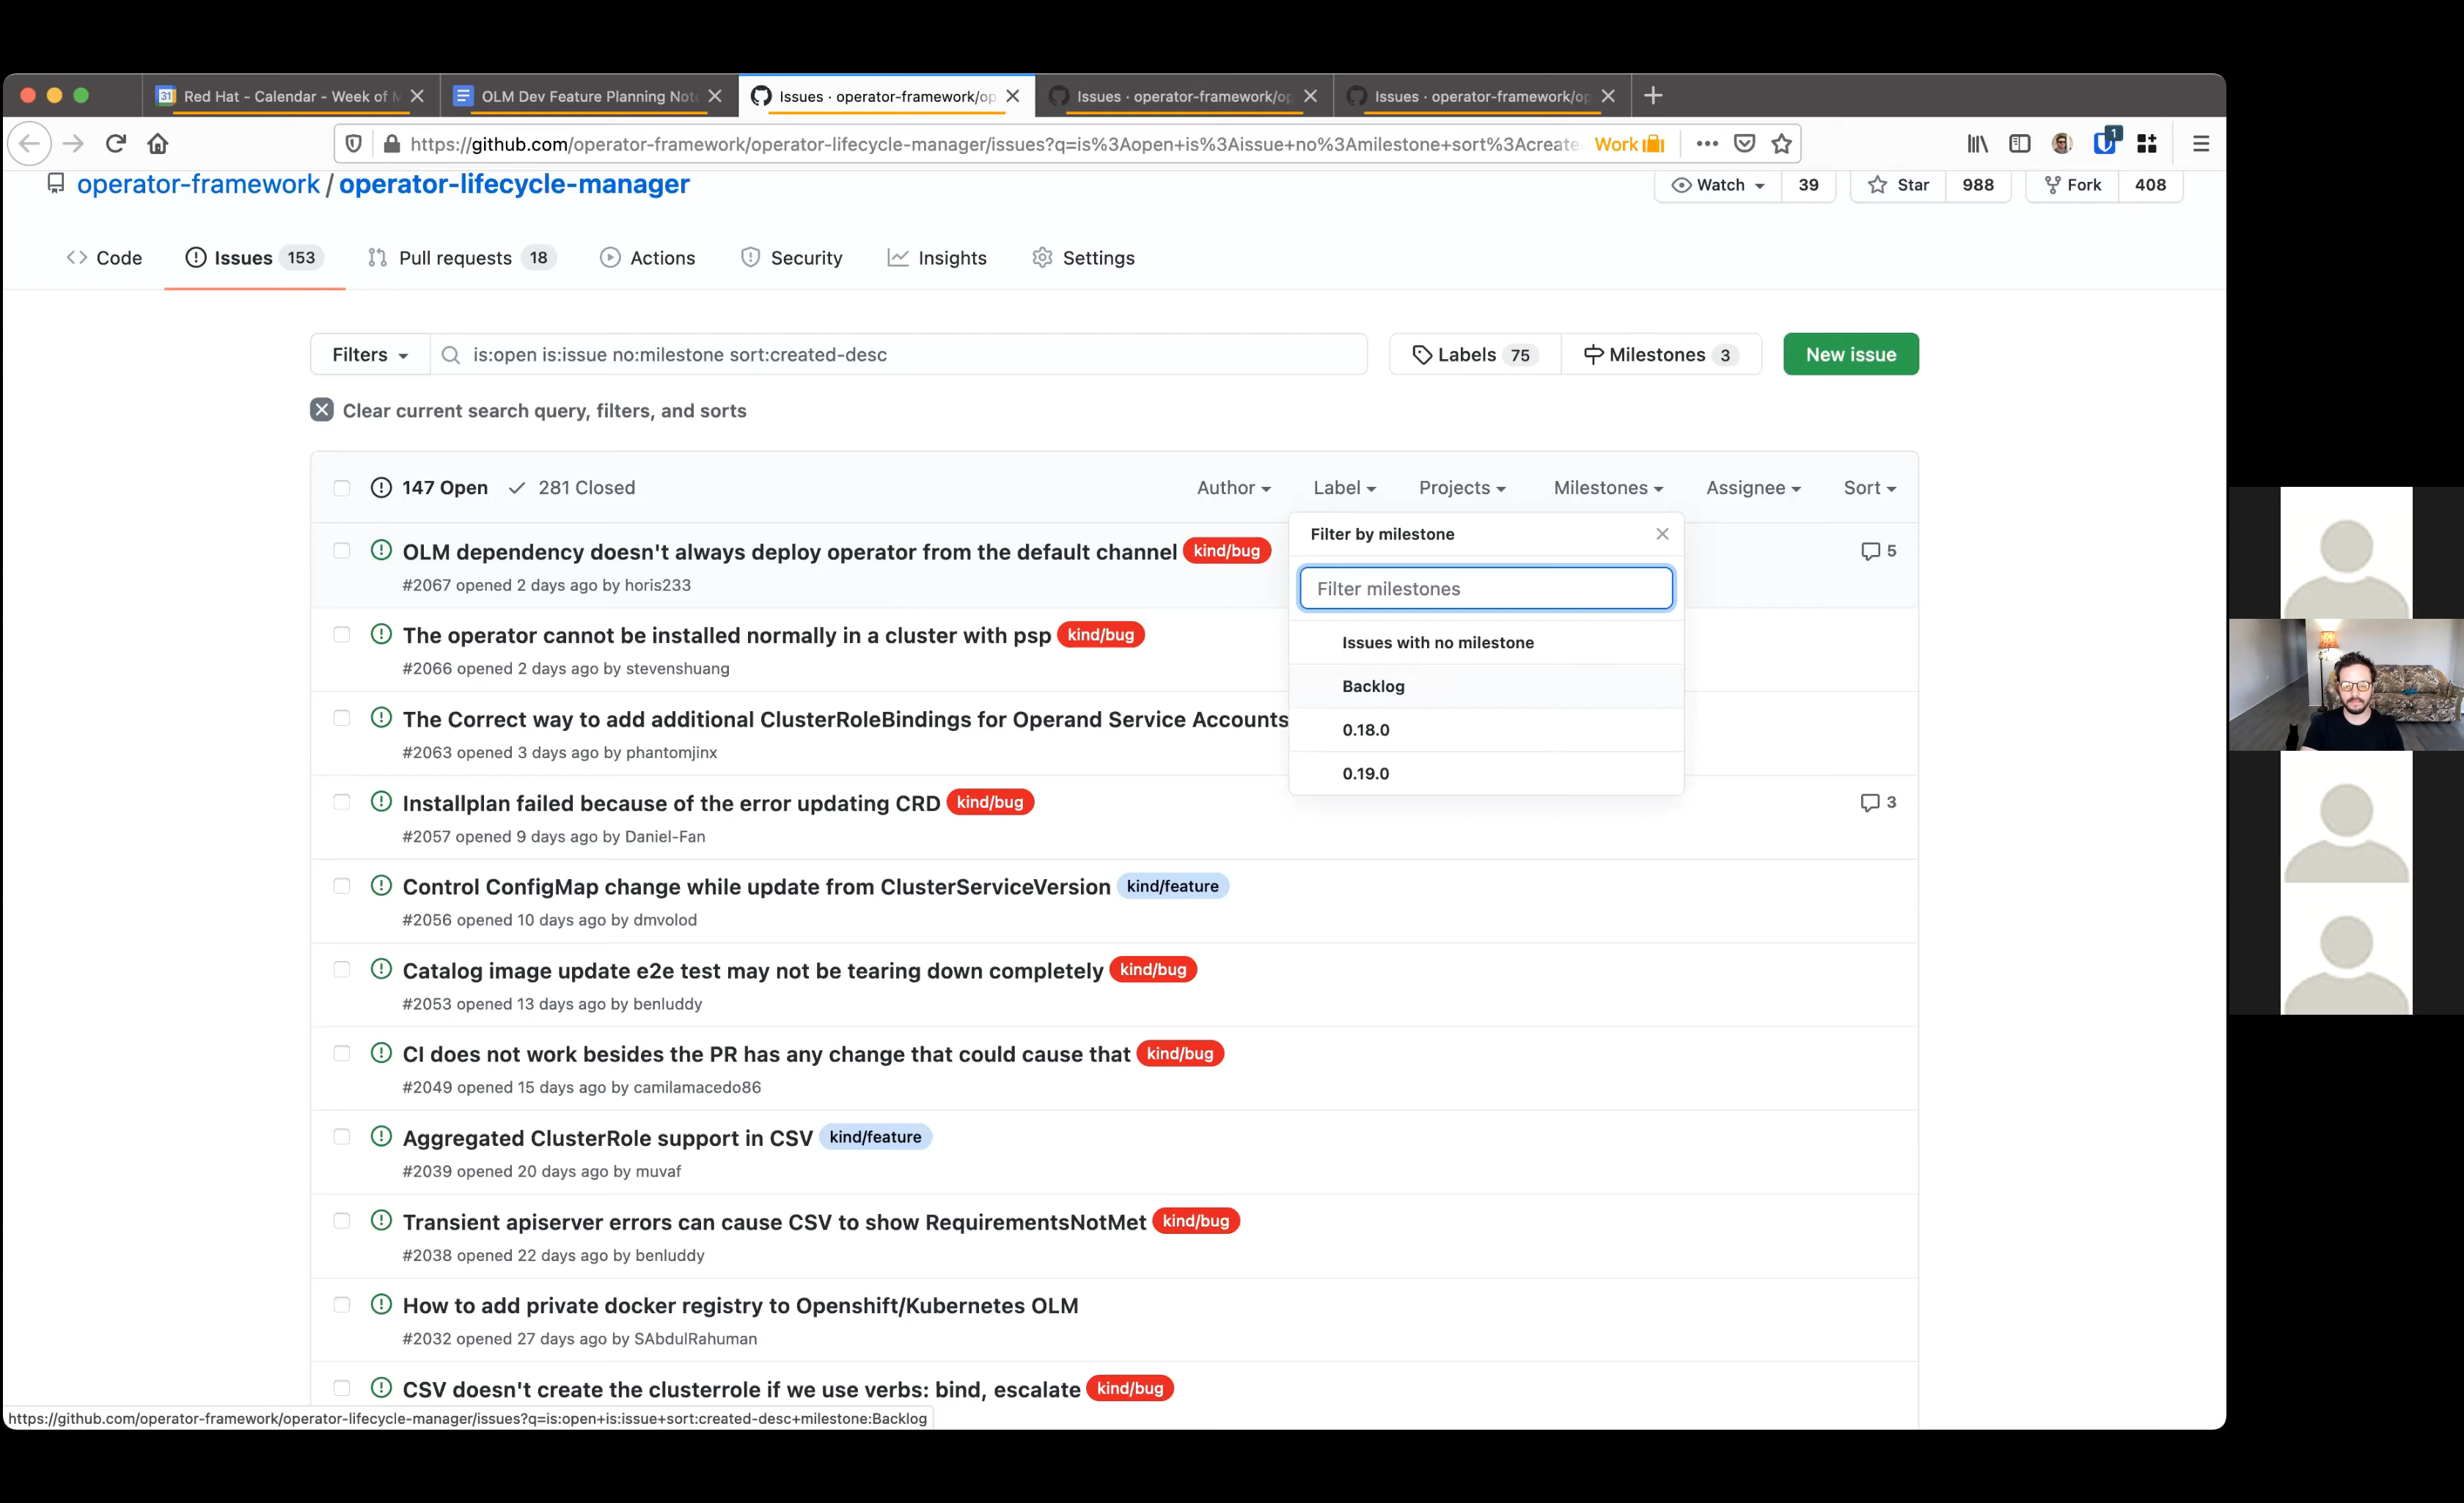 31 Red Hat - Calendar - Week of M
OLM Dev Feature Planning Not
Issues · operator-framework/op
Issues · operator-framework/op
Issues · operator-framework/op
https://github.com/operator-framework/operator-lifecycle-manager/issues?q=is%3Aopen+is%3Aissue+no%3Amilestone+sort%3Acreate
Work
1
operator-framework / operator-lifecycle-manager
Watch 39 Star 988 Fork 408
Code Issues 153 Pull requests 18 Actions Security Insights Settings
Filters is:open is:issue no:milestone sort:created-desc Labels 75 Milestones 3 New issue
Clear current search query, filters, and sorts
147 Open 281 Closed Author Label Projects Milestones Assignee Sort
Filter by milestone
Filter milestones
Issues with no milestone
Backlog
0.18.0
0.19.0
OLM dependency doesn't always deploy operator from the default channel kind/bug 5
#2067 opened 2 days ago by horis233
The operator cannot be installed normally in a cluster with psp kind/bug
#2066 opened 2 days ago by stevenshuang
The Correct way to add additional ClusterRoleBindings for Operand Service Accounts
#2063 opened 3 days ago by phantomjinx
Installplan failed because of the error updating CRD kind/bug 3
#2057 opened 9 days ago by Daniel-Fan
Control ConfigMap change while update from ClusterServiceVersion kind/feature
#2056 opened 10 days ago by dmvolod
Catalog image update e2e test may not be tearing down completely kind/bug
#2053 opened 13 days ago by benluddy
CI does not work besides the PR has any change that could cause that kind/bug
#2049 opened 15 days ago by camilamacedo86
Aggregated ClusterRole support in CSV kind/feature
#2039 opened 20 days ago by muvaf
Transient apiserver errors can cause CSV to show RequirementsNotMet kind/bug
#2038 opened 22 days ago by benluddy
How to add private docker registry to Openshift/Kubernetes OLM
#2032 opened 27 days ago by SAbdulRahuman
CSV doesn't create the clusterrole if we use verbs: bind, escalate kind/bug
https://github.com/operator-framework/operator-lifecycle-manager/issues?q=is:open+is:issue+sort:created-desc+milestone:Backlog